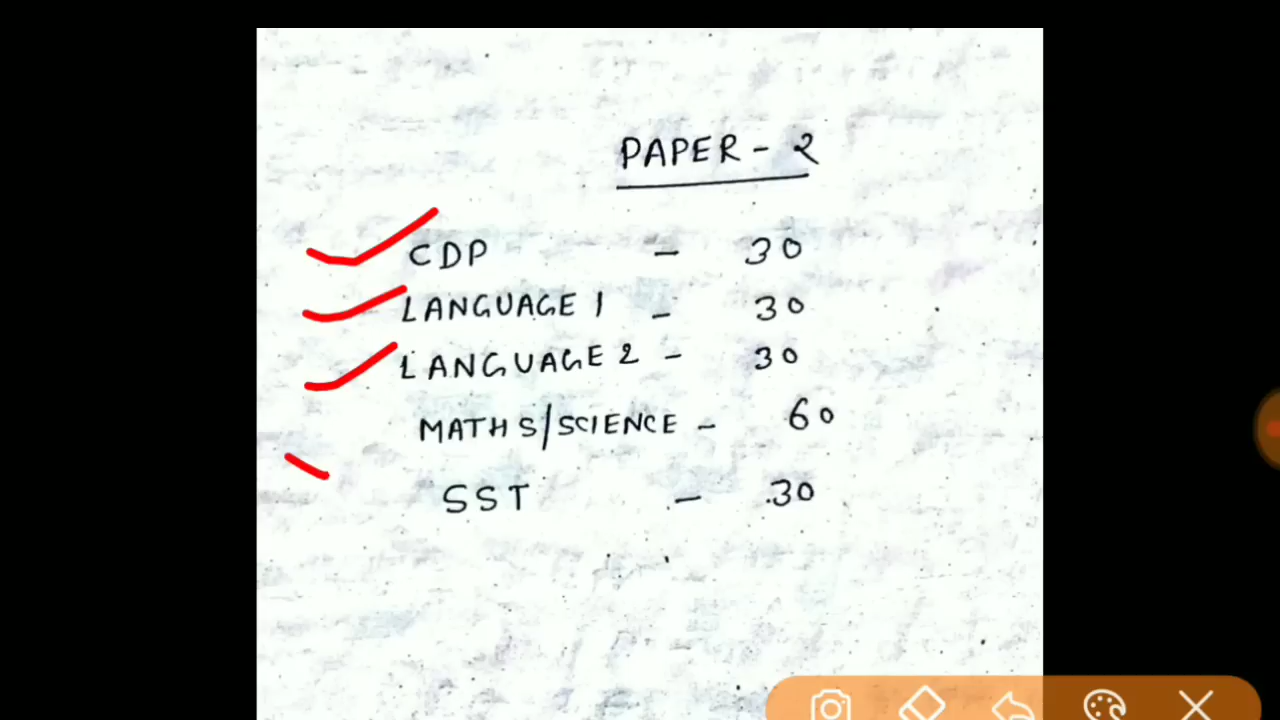 PAPER - 2
CDP - 30
LANGUAGE 1 - 30
LANGUAGE 2 - 30
MATHS/SCIENCE - 60
SST - 30